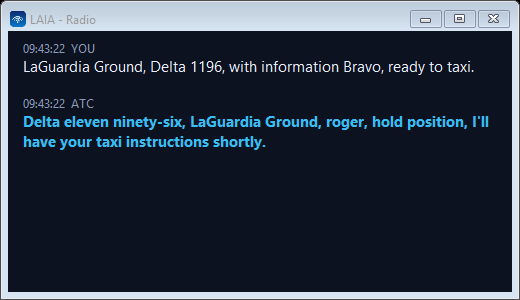 LAIA - Radio
09:43:22 YOU
LaGuardia Ground, Delta 1196, with information Bravo, ready to taxi.
09:43:22 ATC
Delta eleven ninety-six, LaGuardia Ground, roger, hold position, I'll
have your taxi instructions shortly.